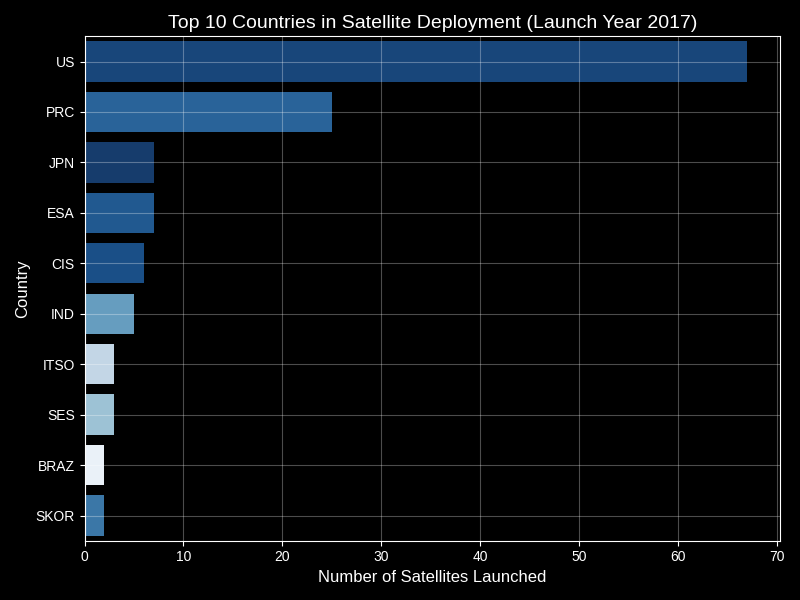 Top 10 Countries in Satellite Deployment (Launch Year 2017)
US
PRC
JPN
ESA
CIS
IND
ITSO
SES
BRAZ
SKOR
Country
0 10 20 30 40 50 60 70
Number of Satellites Launched